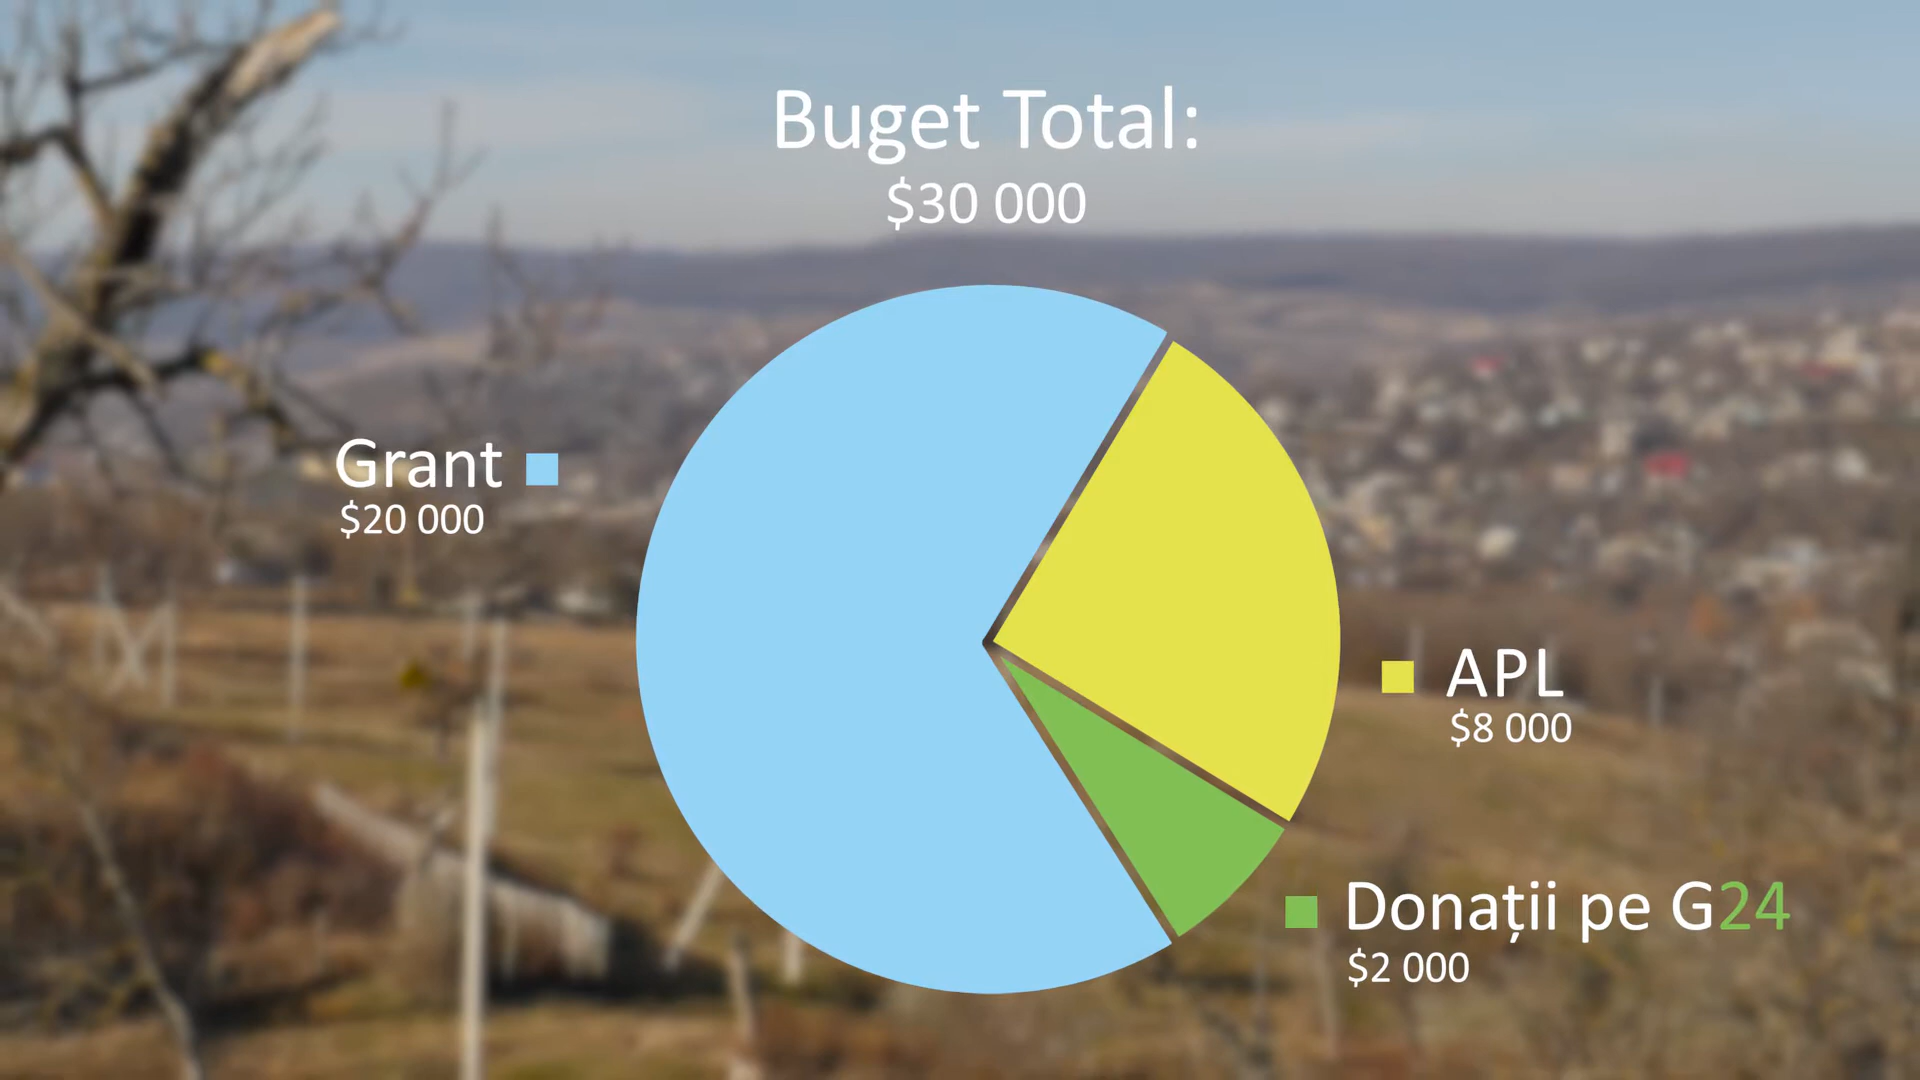 Buget Total:
$30 000
Grant
$20 000
APL
$8 000
Donații pe G24
$2 000